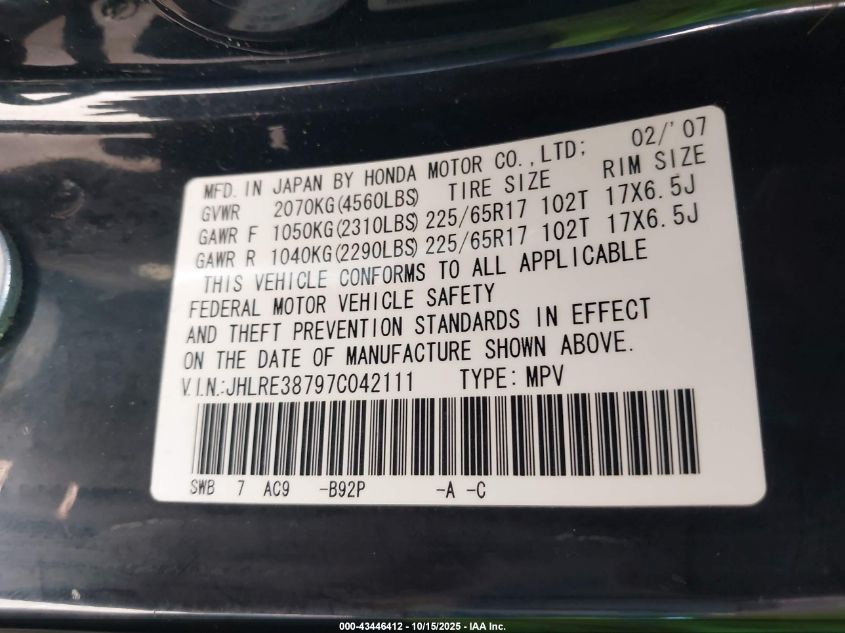 MFD. IN JAPAN BY HONDA MOTOR CO., LTD; 02/'07
GVWR 2070KG(4560LBS) TIRE SIZE RIM SIZE
GAWR F 1050KG(2310LBS) 225/65R17 102T 17X6.5J
GAWR R 1040KG(2290LBS) 225/65R17 102T 17X6.5J
THIS VEHICLE CONFORMS TO ALL APPLICABLE
FEDERAL MOTOR VEHICLE SAFETY
AND THEFT PREVENTION STANDARDS IN EFFECT
ON THE DATE OF MANUFACTURE SHOWN ABOVE.
V.I.N.:JHLRE38797C042111 TYPE: MPV
SWB 7 AC9 -B92P -A -C
000-43446412 - 10/15/2025 - IAA Inc.